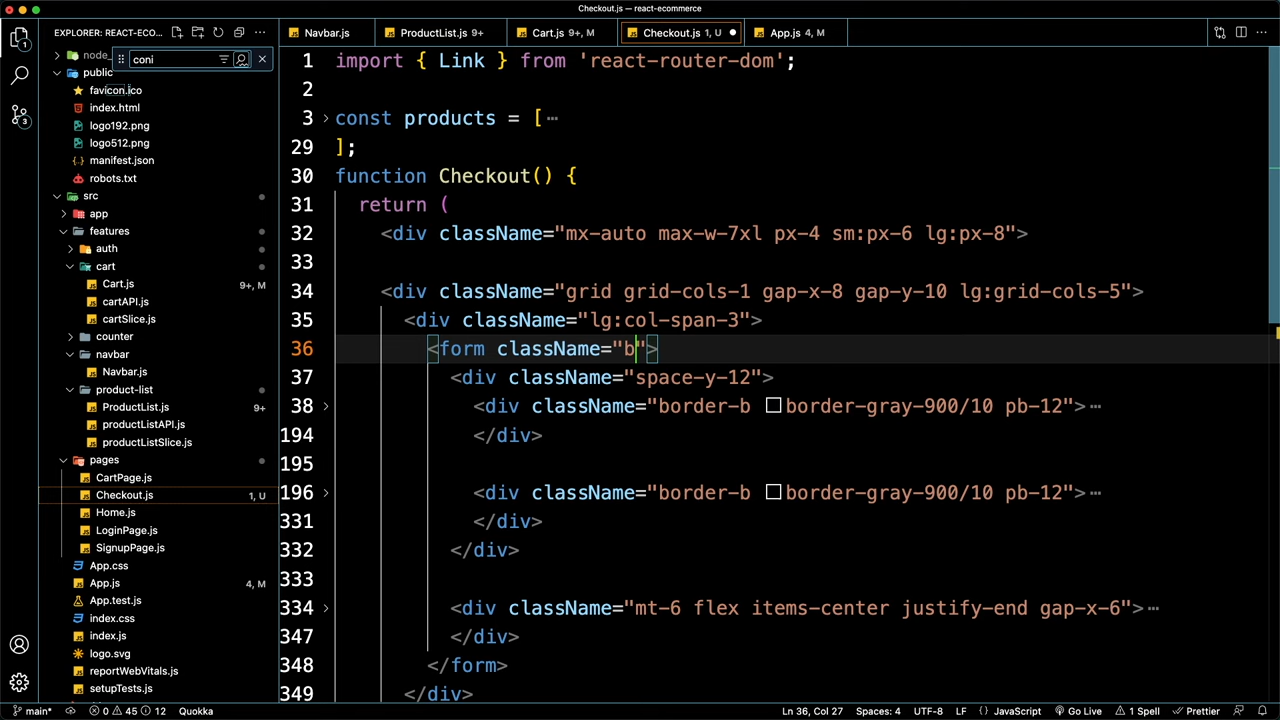 Checkout.js — react-ecommerce
EXPLORER: REACT-ECO...
Navbar.js
ProductList.js 9+
Cart.js 9+, M
Checkout.js 1, U
App.js 4, M
coni
node_
public
favicon.ico
index.html
logo192.png
logo512.png
manifest.json
robots.txt
src
app
features
auth
cart
Cart.js 9+, M
cartAPI.js
cartSlice.js
counter
navbar
Navbar.js
product-list
ProductList.js 9+
productListAPI.js
productListSlice.js
pages
CartPage.js
Checkout.js 1, U
Home.js
LoginPage.js
SignupPage.js
App.css
App.js 4, M
App.test.js
index.css
index.js
logo.svg
reportWebVitals.js
setupTests.js
1
3
1 import { Link } from 'react-router-dom';
2
3 const products = [
29 ];
30 function Checkout() {
31 return (
32 <div className="mx-auto max-w-7xl px-4 sm:px-6 lg:px-8">
33
34 <div className="grid grid-cols-1 gap-x-8 gap-y-10 lg:grid-cols-5">
35 <div className="lg:col-span-3">
36 <form className="b">
37 <div className="space-y-12">
38 <div className="border-b border-gray-900/10 pb-12">
194 </div>
195
196 <div className="border-b border-gray-900/10 pb-12">
331 </div>
332 </div>
333
334 <div className="mt-6 flex items-center justify-end gap-x-6">
347 </div>
348 </form>
349 </div>
main* 0 45 12 Quokka Ln 36, Col 27 Spaces: 4 UTF-8 LF {} JavaScript Go Live 1 Spell Prettier